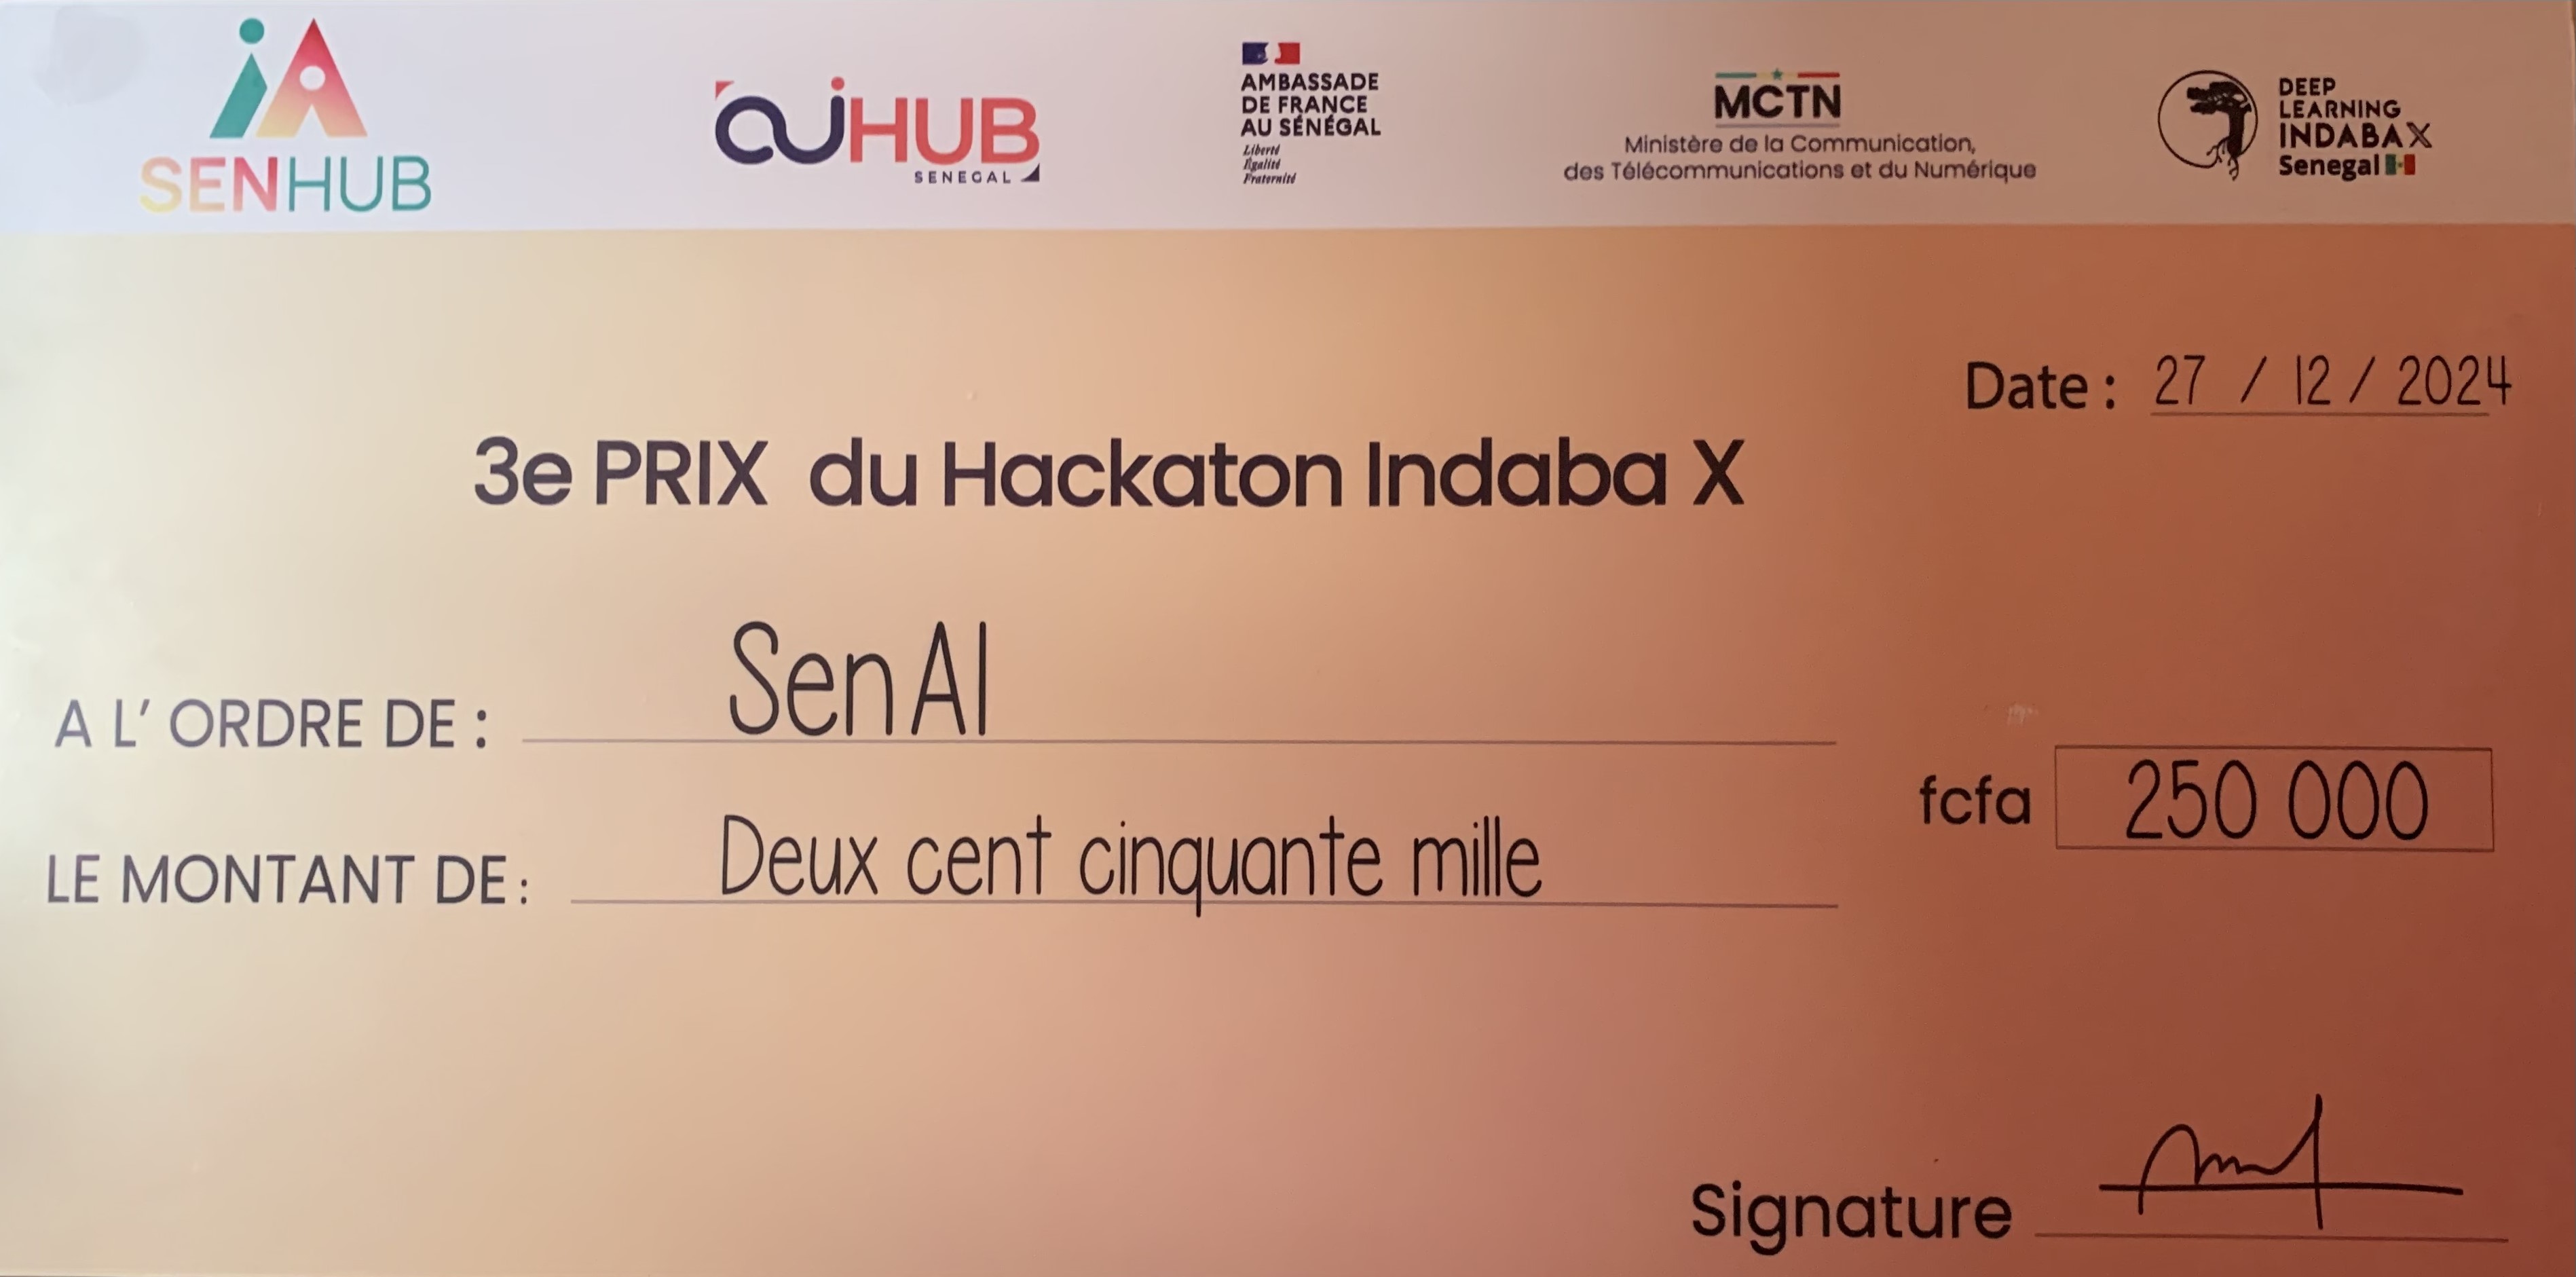 iA
SENHUB
OJHUB
SENEGAL
AMBASSADE
DE FRANCE
AU SÉNÉGAL
Liberté
Égalité
Fraternité
MCTN
Ministère de la Communication,
des Télécommunications et du Numérique
DEEP
LEARNING
INDABAX
Senegal
Date : 27 / 12 / 2024
3e PRIX du Hackaton Indaba X
A L' ORDRE DE : SenAI
fcfa 250 000
LE MONTANT DE : Deux cent cinquante mille
Signature